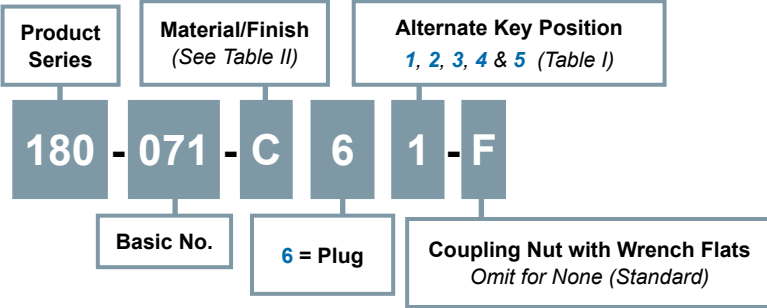 Product
Series
Material/Finish
(See Table II)
Alternate Key Position
1, 2, 3, 4 & 5 (Table I)
180 - 071 - C 6 1 - F
Basic No.
6 = Plug
Coupling Nut with Wrench Flats
Omit for None (Standard)